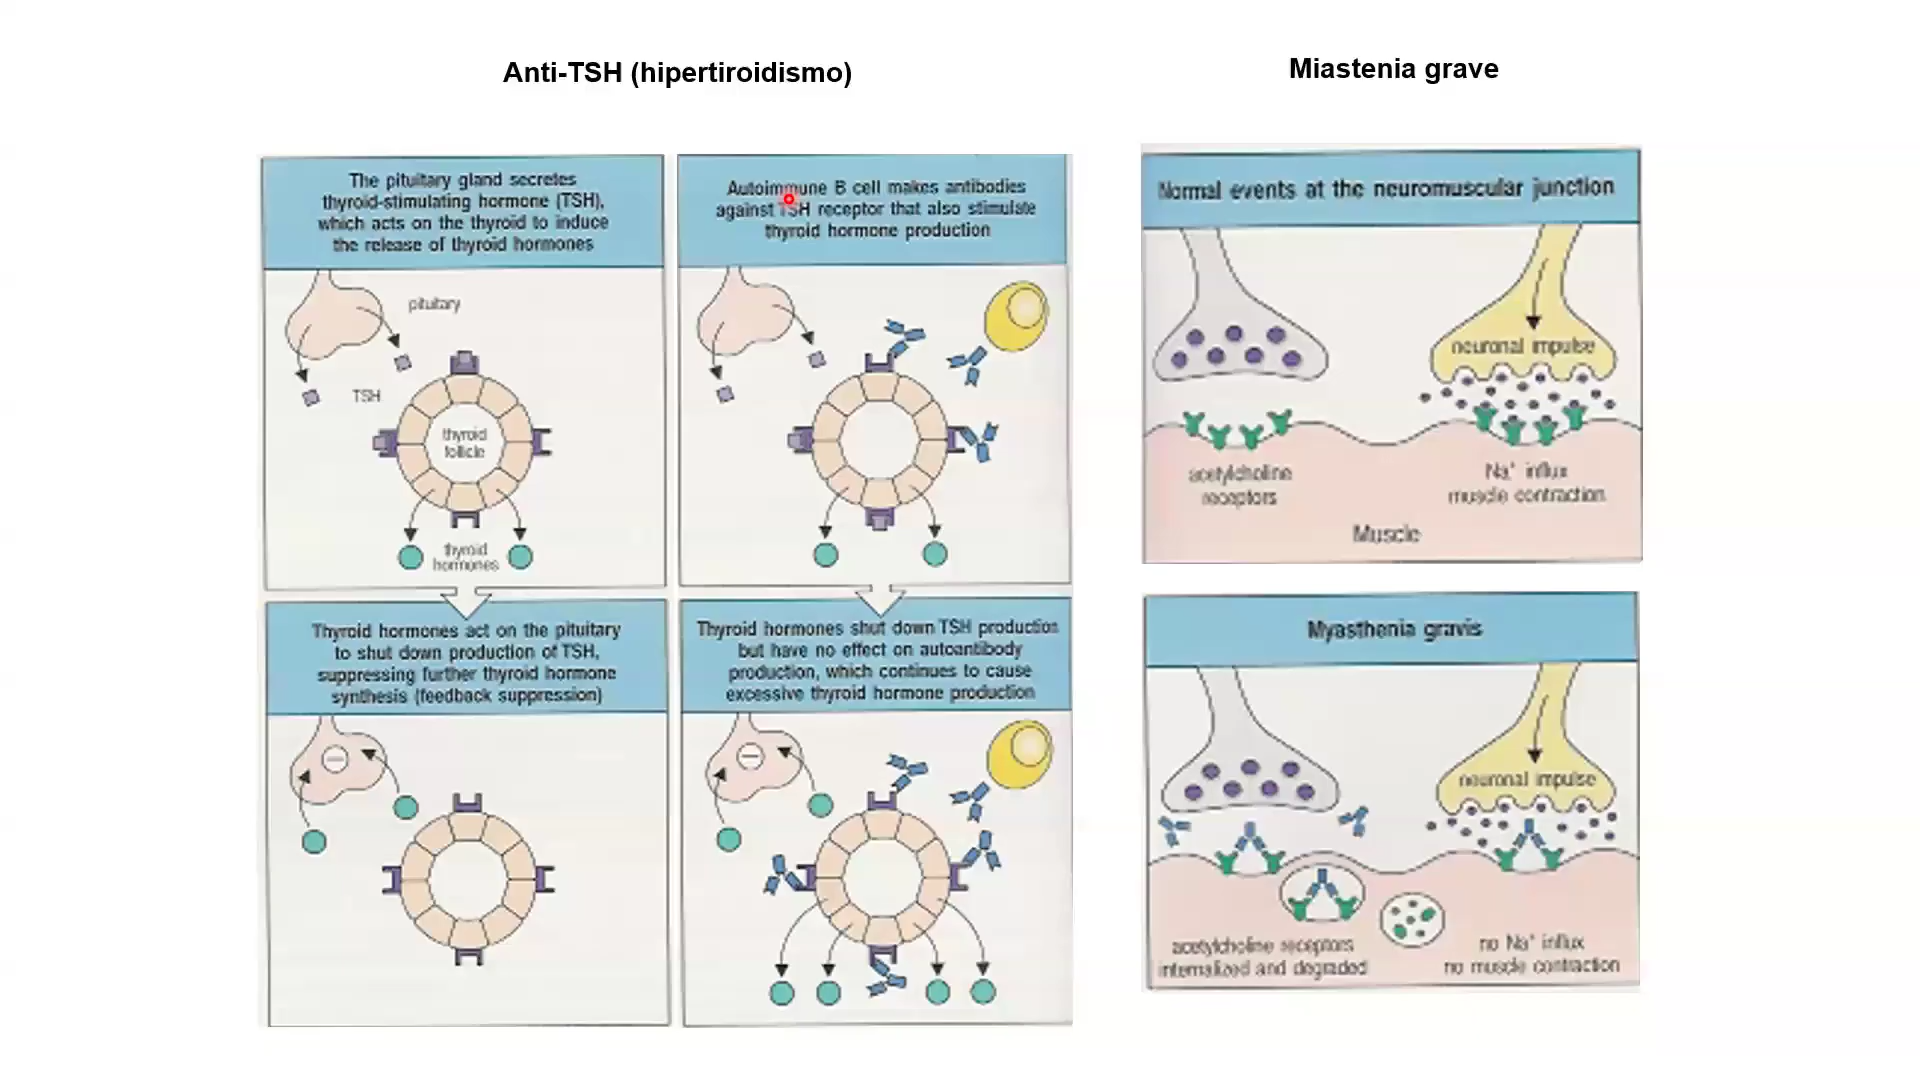 Anti-TSH (hipertiroidismo)
The pituitary gland secretes
thyroid-stimulating hormone (TSH),
which acts on the thyroid to induce
the release of thyroid hormones
pituitary
TSH
thyroid
follicle
thyroid
hormones
Autoimmune B cell makes antibodies
against TSH receptor that also stimulate
thyroid hormone production
Thyroid hormones act on the pituitary
to shut down production of TSH,
suppressing further thyroid hormone
synthesis (feedback suppression)
Thyroid hormones shut down TSH production
but have no effect on autoantibody
production, which continues to cause
excessive thyroid hormone production
Miastenia grave
Normal events at the neuromuscular junction
neuronal impulse
acetylcholine
receptors
Na⁺ influx
muscle contraction
Muscle
Myasthenia gravis
neuronal impulse
acetylcholine receptors
internalized and degraded
no Na⁺ influx
no muscle contraction